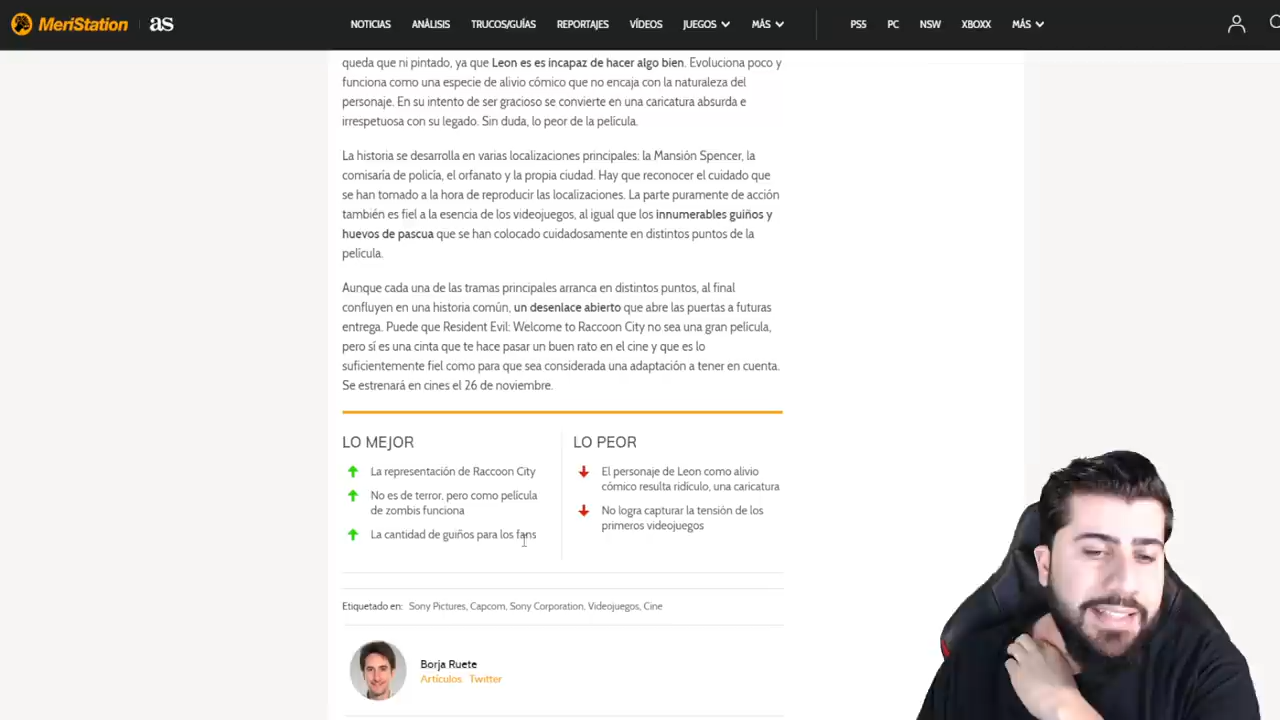 MeriStation as NOTICIAS ANÁLISIS TRUCOS/GUÍAS REPORTAJES VÍDEOS JUEGOS MÁS PS5 PC NSW XBOXX MÁS
queda que ni pintado, ya que Leon es es incapaz de hacer algo bien. Evoluciona poco y
funciona como una especie de alivio cómico que no encaja con la naturaleza del
personaje. En su intento de ser gracioso se convierte en una caricatura absurda e
irrespetuosa con su legado. Sin duda, lo peor de la película.
La historia se desarrolla en varias localizaciones principales: la Mansión Spencer, la
comisaría de policía, el orfanato y la propia ciudad. Hay que reconocer el cuidado que
se han tomado a la hora de reproducir las localizaciones. La parte puramente de acción
también es fiel a la esencia de los videojuegos, al igual que los innumerables guiños y
huevos de pascua que se han colocado cuidadosamente en distintos puntos de la
película.
Aunque cada una de las tramas principales arranca en distintos puntos, al final
confluyen en una historia común, un desenlace abierto que abre las puertas a futuras
entrega. Puede que Resident Evil: Welcome to Raccoon City no sea una gran película,
pero sí es una cinta que te hace pasar un buen rato en el cine y que es lo
suficientemente fiel como para que sea considerada una adaptación a tener en cuenta.
Se estrenará en cines el 26 de noviembre.
LO MEJOR
La representación de Raccoon City
No es de terror, pero como película
de zombis funciona
La cantidad de guiños para los fans
LO PEOR
El personaje de Leon como alivio
cómico resulta ridículo, una caricatura
No logra capturar la tensión de los
primeros videojuegos
Etiquetado en: Sony Pictures, Capcom, Sony Corporation, Videojuegos, Cine
Borja Ruete
Artículos Twitter